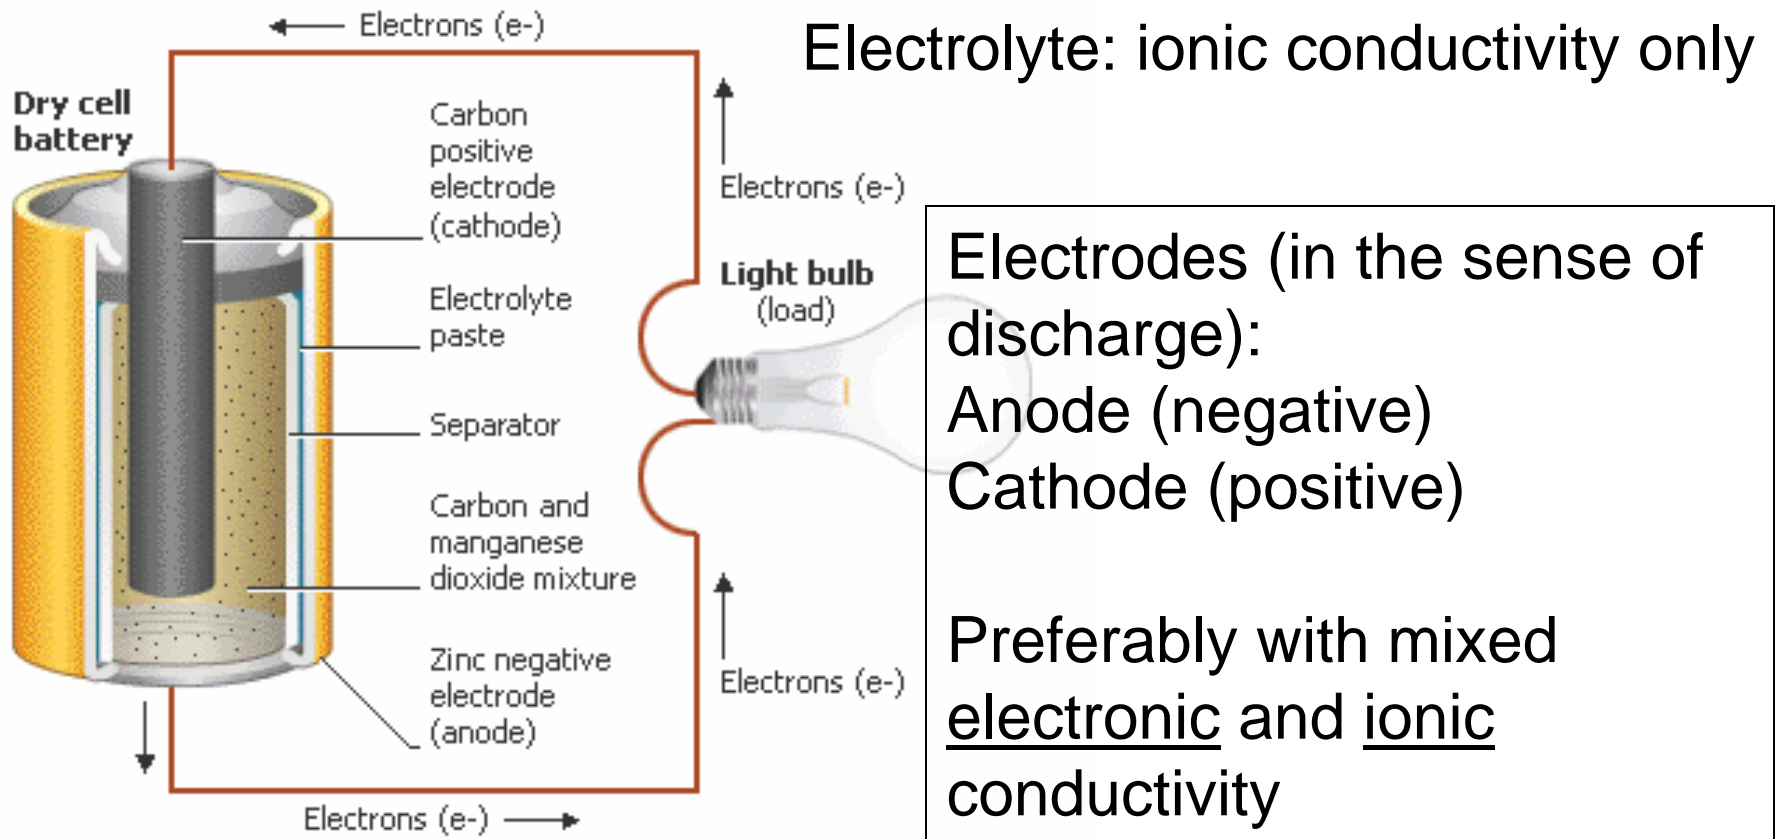 Electrons (e-)
Electrolyte: ionic conductivity only
Dry cell
battery
Carbon
positive
electrode
(cathode)
Electrons (e-)
Electrolyte
paste
Light bulb
(load)
Separator
Carbon and
manganese
dioxide mixture
Zinc negative
electrode
(anode)
Electrons (e-)
Electrons (e-)
Electrodes (in the sense of
discharge):
Anode (negative)
Cathode (positive)
Preferably with mixed
electronic and ionic
conductivity